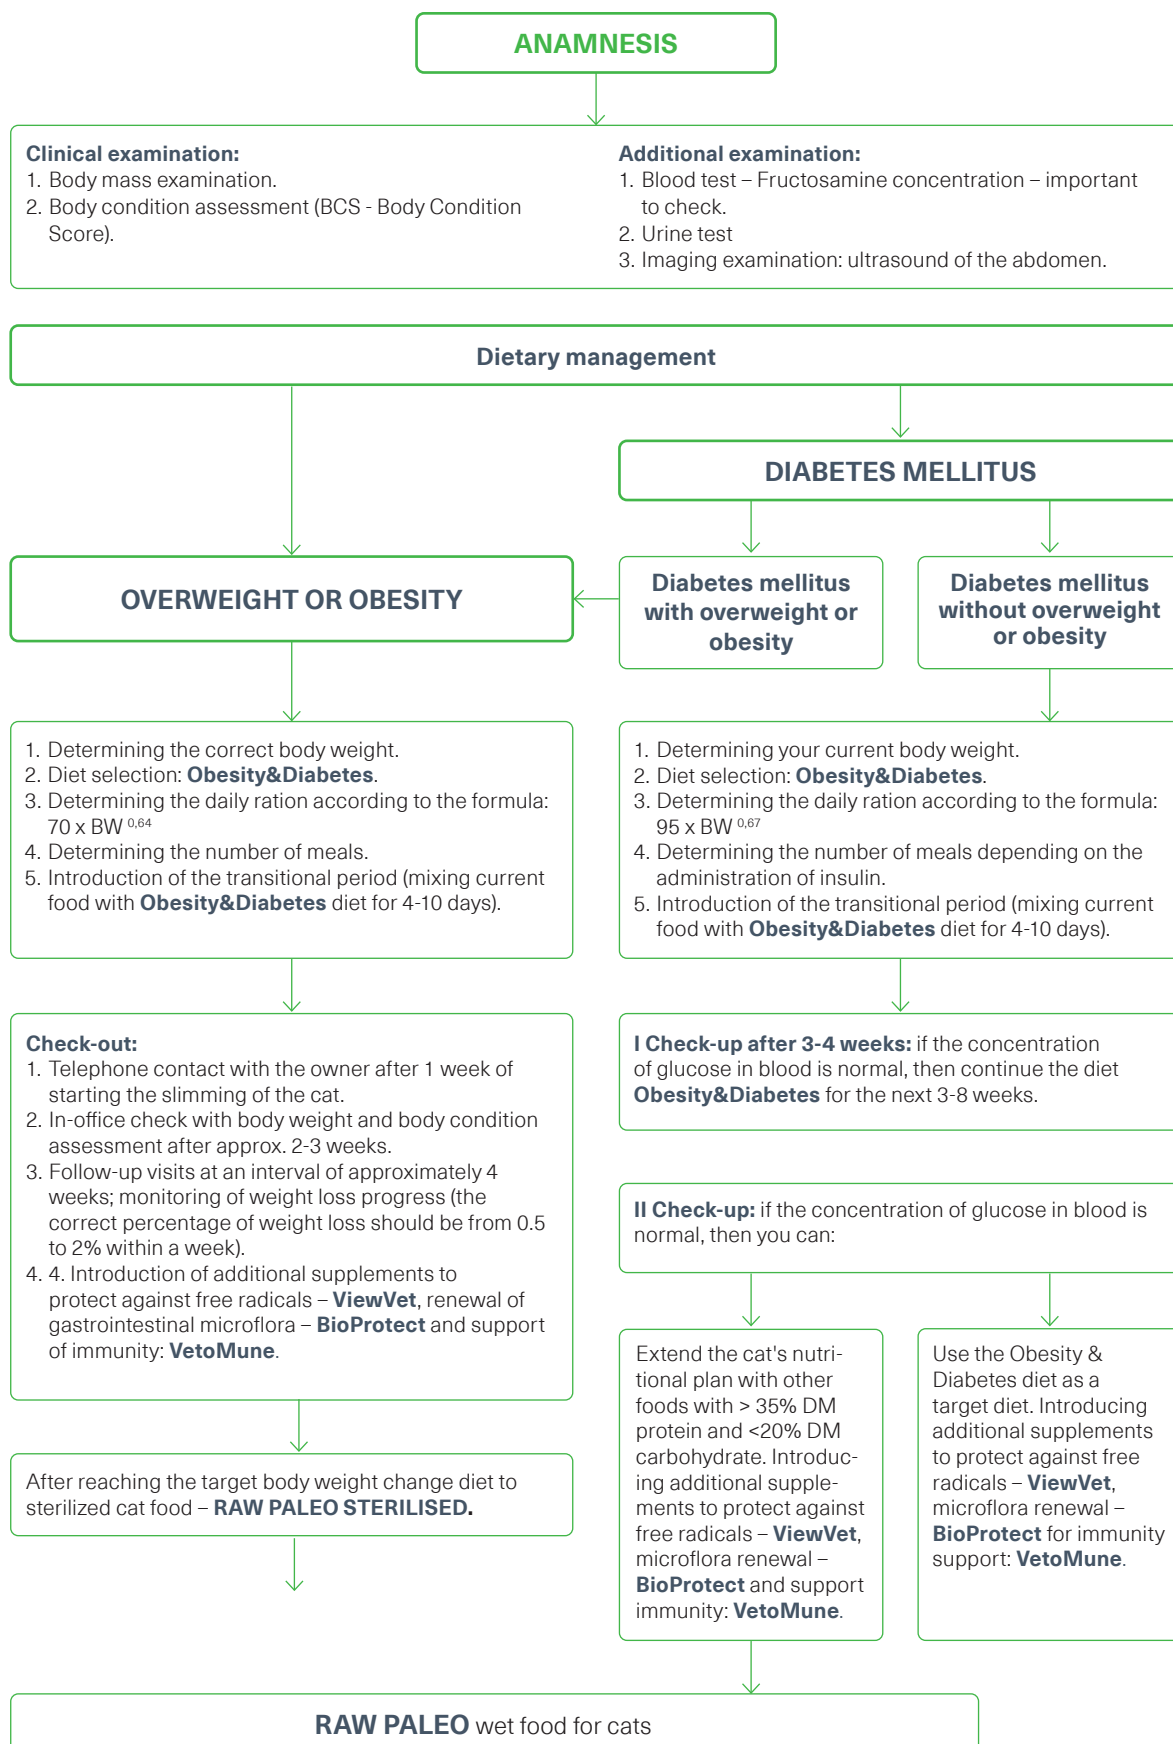 ANAMNESIS
Clinical examination:
1. Body mass examination.
2. Body condition assessment (BCS - Body Condition
Score).
Additional examination:
1. Blood test – Fructosamine concentration – important
to check.
2. Urine test
3. Imaging examination: ultrasound of the abdomen.
Dietary management
DIABETES MELLITUS
OVERWEIGHT OR OBESITY
Diabetes mellitus
with overweight or
obesity
Diabetes mellitus
without overweight
or obesity
1. Determining the correct body weight.
2. Diet selection: Obesity&Diabetes.
3. Determining the daily ration according to the formula:
70 x BW 0,64
4. Determining the number of meals.
5. Introduction of the transitional period (mixing current
food with Obesity&Diabetes diet for 4-10 days).
1. Determining your current body weight.
2. Diet selection: Obesity&Diabetes.
3. Determining the daily ration according to the formula:
95 x BW 0,67
4. Determining the number of meals depending on the
administration of insulin.
5. Introduction of the transitional period (mixing current
food with Obesity&Diabetes diet for 4-10 days).
Check-out:
1. Telephone contact with the owner after 1 week of
starting the slimming of the cat.
2. In-office check with body weight and body condition
assessment after approx. 2-3 weeks.
3. Follow-up visits at an interval of approximately 4
weeks; monitoring of weight loss progress (the
correct percentage of weight loss should be from 0.5
to 2% within a week).
4. 4. Introduction of additional supplements to
protect against free radicals – ViewVet, renewal of
gastrointestinal microflora – BioProtect and support
of immunity: VetoMune.
I Check-up after 3-4 weeks: if the concentration
of glucose in blood is normal, then continue the diet
Obesity&Diabetes for the next 3-8 weeks.
II Check-up: if the concentration of glucose in blood is
normal, then you can:
Extend the cat's nutri-
tional plan with other
foods with > 35% DM
protein and <20% DM
carbohydrate. Introduc-
ing additional supple-
ments to protect against
free radicals – ViewVet,
microflora renewal –
BioProtect and support
immunity: VetoMune.
Use the Obesity &
Diabetes diet as a
target diet. Introducing
additional supplements
to protect against free
radicals – ViewVet,
microflora renewal –
BioProtect for immunity
support: VetoMune.
After reaching the target body weight change diet to
sterilized cat food – RAW PALEO STERILISED.
RAW PALEO wet food for cats